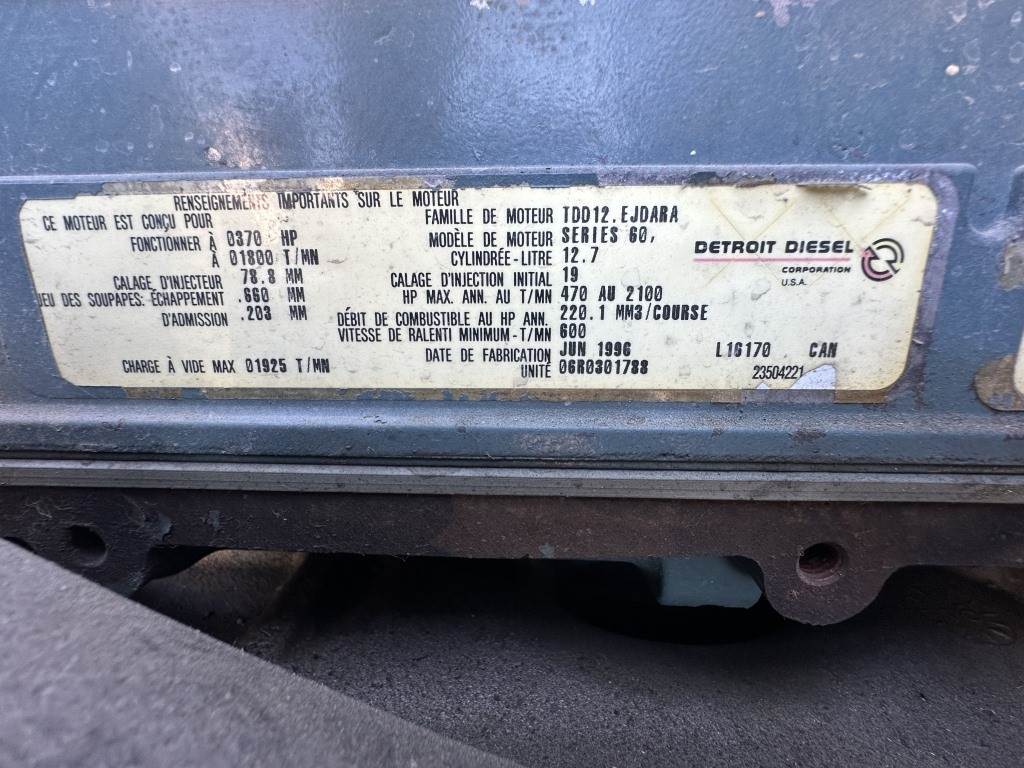 RENSEIGNEMENTS IMPORTANTS SUR LE MOTEUR
CE MOTEUR EST CONÇU POUR
FONCTIONNER À 0370 HP
À 01800 T/MN
CALAGE D'INJECTEUR 78.8 MM
JEU DES SOUPAPES: ÉCHAPPEMENT .660 MM
D'ADMISSION .203 MM
CHARGE À VIDE MAX 01925 T/MN
FAMILLE DE MOTEUR TDD12.EJDARA
MODÈLE DE MOTEUR SERIES 60,
CYLINDRÉE-LITRE 12.7
CALAGE D'INJECTION INITIAL 19
HP MAX. ANN. AU T/MN 470 AU 2100
DÉBIT DE COMBUSTIBLE AU HP ANN. 220.1 MM3/COURSE
VITESSE DE RALENTI MINIMUM-T/MN 600
DATE DE FABRICATION JUN 1996 L16170 CAN
UNITÉ 06R0301788
23504221
DETROIT DIESEL
CORPORATION
U.S.A.